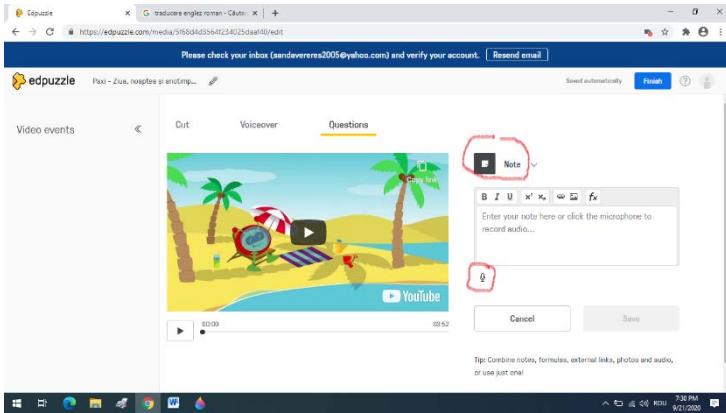 Edpuzzle
traducere englez roman - Căutar
https://edpuzzle.com/media/5f68d4d3564f234025daaf40/edit
Please check your inbox (sandavereres2005@yahoo.com) and verify your account. Resend email
edpuzzle
Paxi - Ziua, noaptea și anotimp...
Saved automatically
Finish
Video events
Cut
Voiceover
Questions
Copy link
YouTube
00:00
03:52
Note
B I U x² x₂ fx
Enter your note here or click the microphone to
record audio...
Cancel
Save
Tip: Combine notes, formulas, external links, photos and audio,
or use just one!
ROU
7:30 PM
9/21/2020